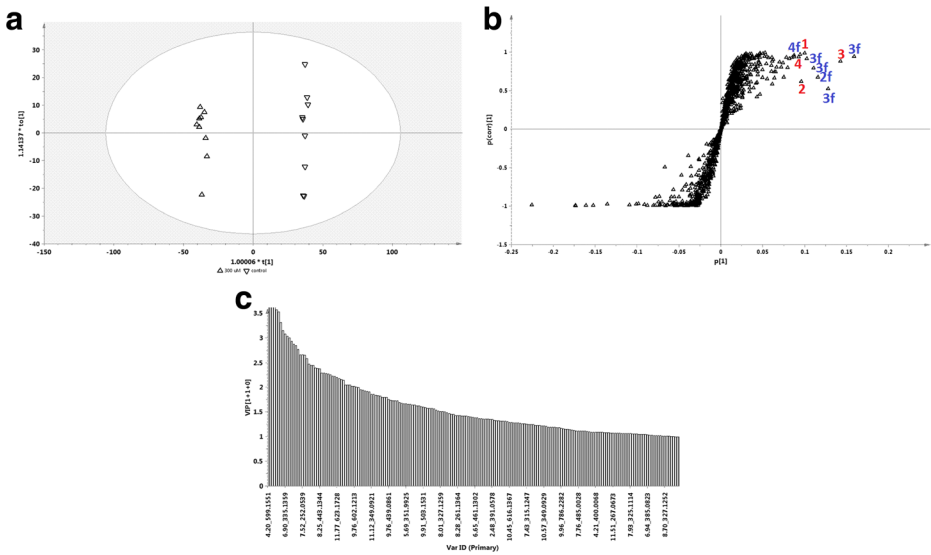 a
1.14137 * to[1]
30
20
10
0
-10
-20
-30
-40
-150 -100 -50 0 50 100
1.00006 * t[1]
300 uM control
b
p(corr)[1]
1
0.5
0
-0.5
-1
-1.5
-0.25 -0.2 -0.15 -0.1 -0.05 0 0.05 0.1 0.15 0.2
p[1]
4f 1 3f 3 3f
4 3f
2f
2
3f
c
VIP[1+1+0]
3.5
3
2.5
2
1.5
1
0.5
0
4.20_599.1551
6.90_335.1359
7.52_252.0539
8.25_443.1344
11.77_623.1728
9.76_602.1213
11.12_349.0921
9.76_439.0861
5.69_351.9925
9.91_503.1531
8.01_327.1259
8.28_261.1364
6.65_461.1302
2.48_391.0578
10.45_616.1367
7.43_315.1247
10.57_349.0929
9.96_786.2282
7.76_485.0028
4.21_400.0068
11.51_267.0673
7.93_325.1114
6.94_385.0823
8.70_327.1252
Var ID (Primary)